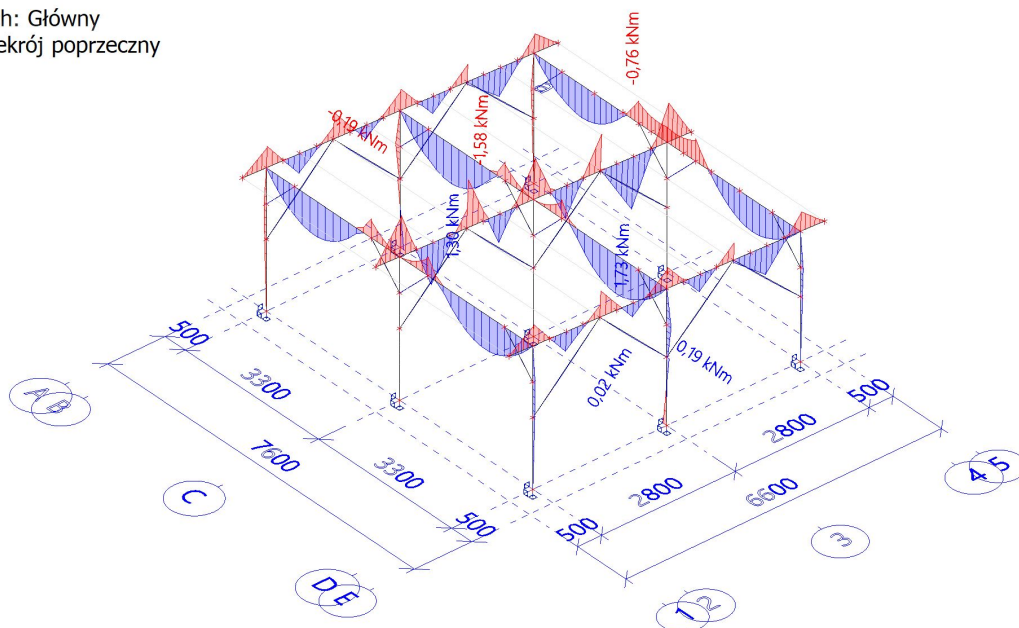 h: Główny
ekrój poprzeczny
-0,76 kNm
-0,19 kNm
-1,58 kNm
1,30 kNm
1,73 kNm
0,02 kNm
0,19 kNm
500
3300
7600
3300
500
500
2800
6600
2800
500
A
B
C
D
E
1
2
3
4
5